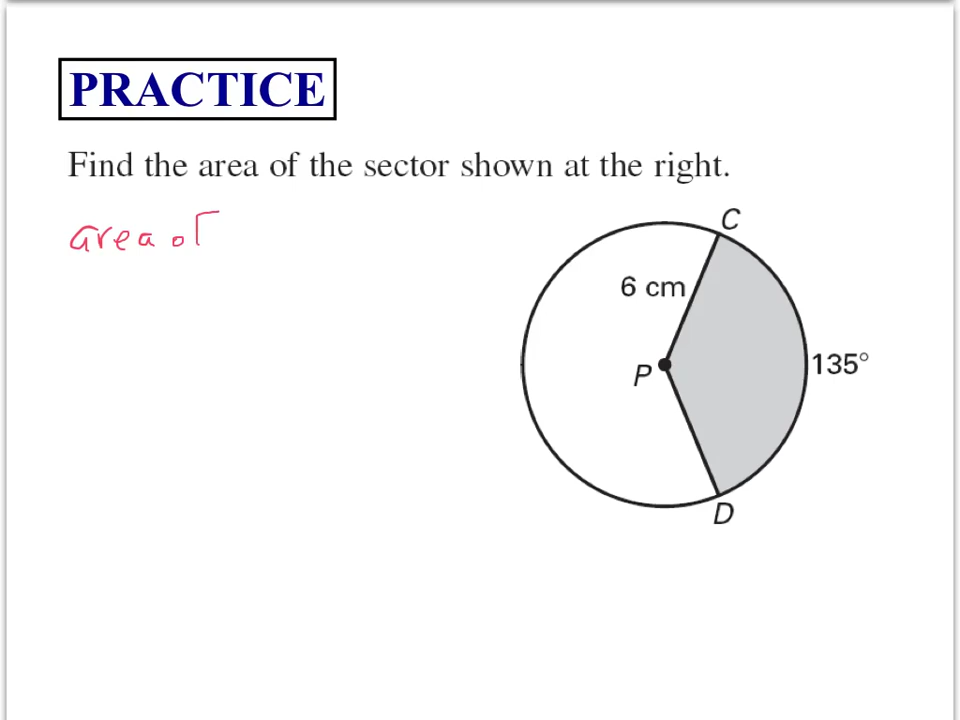 PRACTICE
Find the area of the sector shown at the right.
area of
C
6 cm
135°
P
D